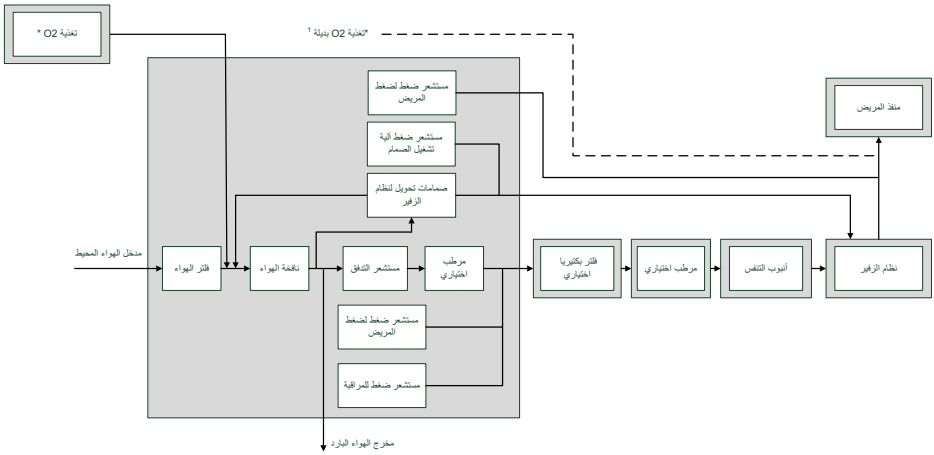 تغذية O2 *
*تغذية O2 بديلة 1
مستشعر ضغط لضغط
المريض
منفذ المريض
مستشعر ضغط آلية
تشغيل الصمام
صمامات تحويل لنظام
الزفير
مدخل الهواء المحيط
فلتر الهواء
نافخة الهواء
مستشعر التدفق
مرطب
اختياري
فلتر بكتيريا
اختياري
مرطب اختياري
أنبوب التنفس
نظام الزفير
مستشعر ضغط لضغط
المريض
مستشعر ضغط للمراقبة
مخرج الهواء البارد